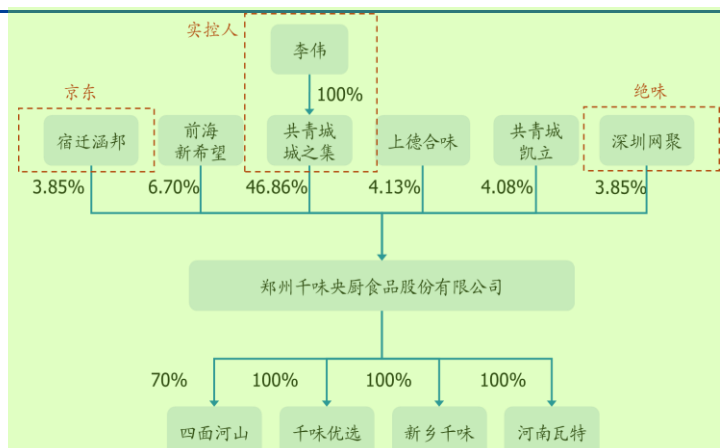 实控人
李伟
100%
京东
绝味
宿迁涵邦
前海
新希望
共青城
城之集
上德合味
共青城
凯立
深圳网聚
3.85%
6.70%
46.86%
4.13%
4.08%
3.85%
郑州千味央厨食品股份有限公司
70%
100%
100%
100%
四面河山
千味优选
新乡千味
河南瓦特